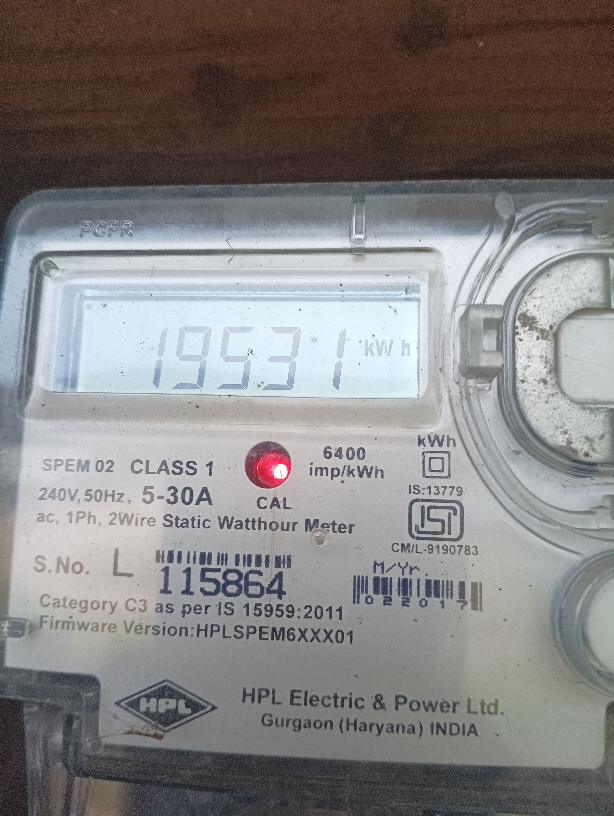 PCFR
19531 kWh
SPEM 02 CLASS 1
6400
imp/kWh
kWh
240V, 50Hz, 5-30A
CAL
IS:13779
ac, 1Ph, 2Wire Static Watthour Meter
ISI
CM/L-9190783
S.No. L 115864
M/Yr
022017
Category C3 as per IS 15959:2011
Firmware Version:HPLSPEM6XXX01
HPL
HPL Electric & Power Ltd.
Gurgaon (Haryana) INDIA